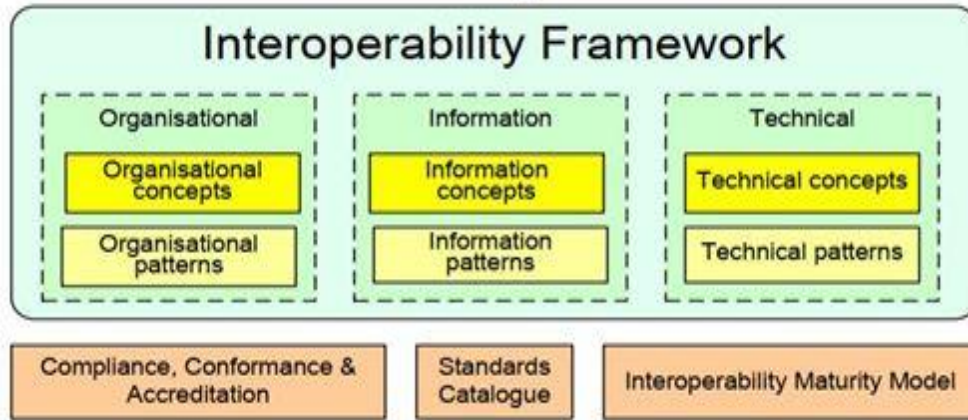 Interoperability Framework
Organisational
Organisational
concepts
Organisational
patterns
Information
Information
concepts
Information
patterns
Technical
Technical concepts
Technical patterns
Compliance, Conformance &
Accreditation
Standards
Catalogue
Interoperability Maturity Model